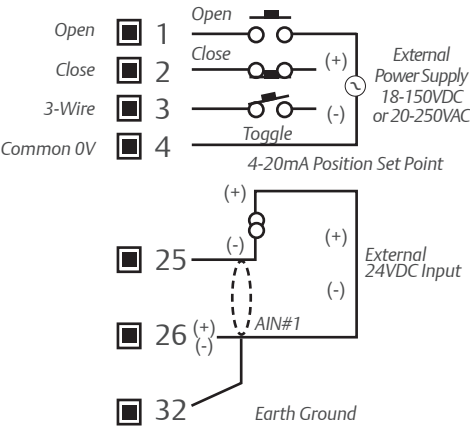 Open
Open 1
Close
Close 2
(+)
External
Power Supply
18-150VDC
or 20-250VAC
3-Wire 3
(-)
Toggle
Common 0V 4
4-20mA Position Set Point
(+)
(-)
25
(+)
(-)
External
24VDC Input
26 (+)
(-)
AIN#1
32
Earth Ground